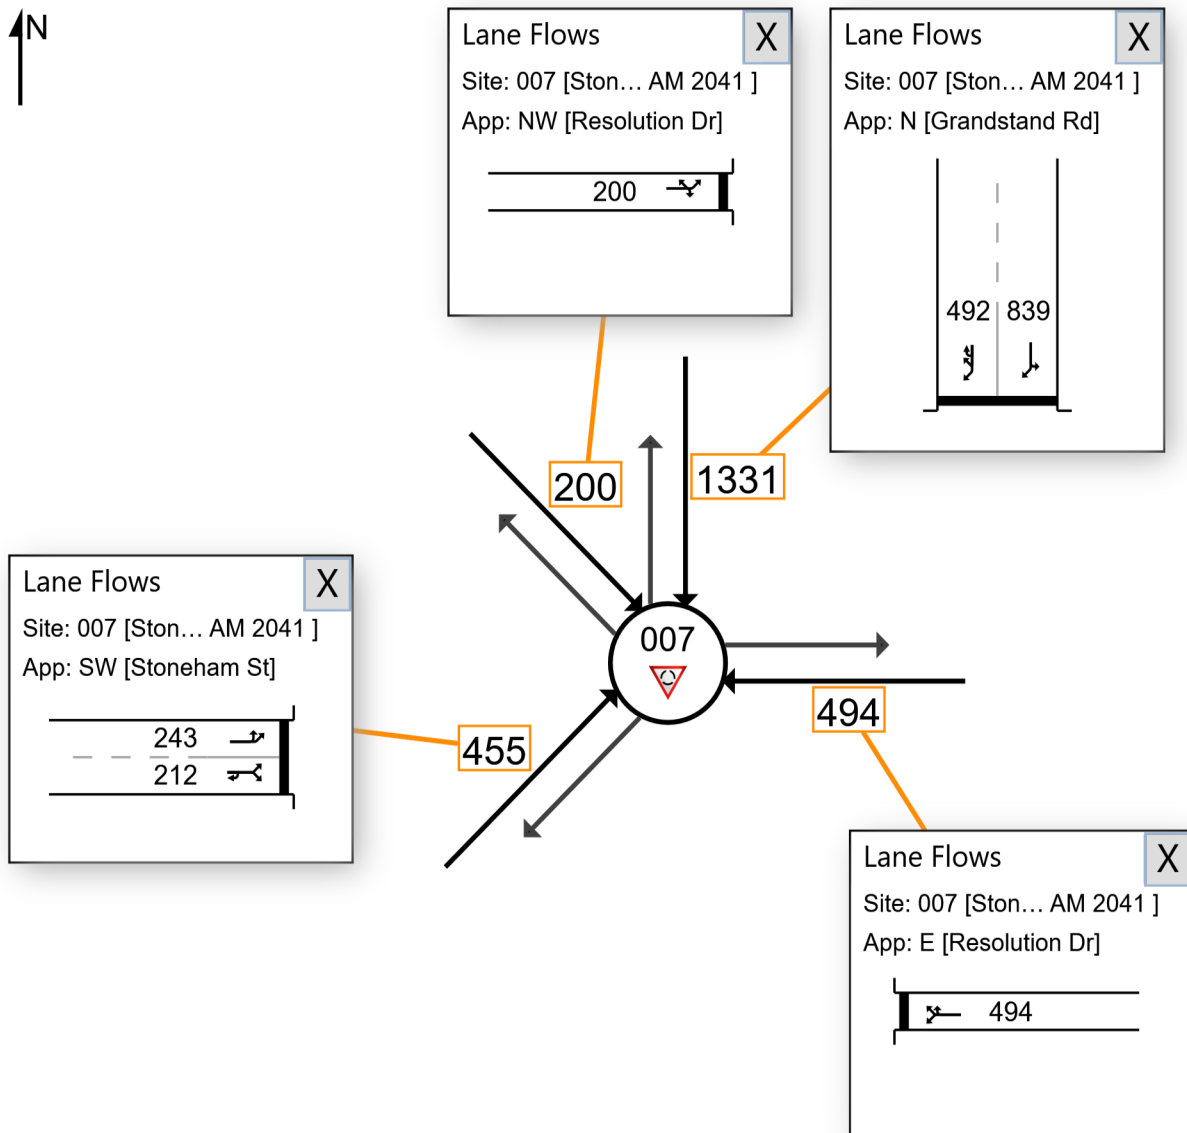 N
Lane Flows
X
Site: 007 [Ston... AM 2041 ]
App: NW [Resolution Dr]
200
Lane Flows
X
Site: 007 [Ston... AM 2041 ]
App: N [Grandstand Rd]
492 839
200
1331
Lane Flows
X
Site: 007 [Ston... AM 2041 ]
App: SW [Stoneham St]
243
212
007
494
455
Lane Flows
X
Site: 007 [Ston... AM 2041 ]
App: E [Resolution Dr]
494